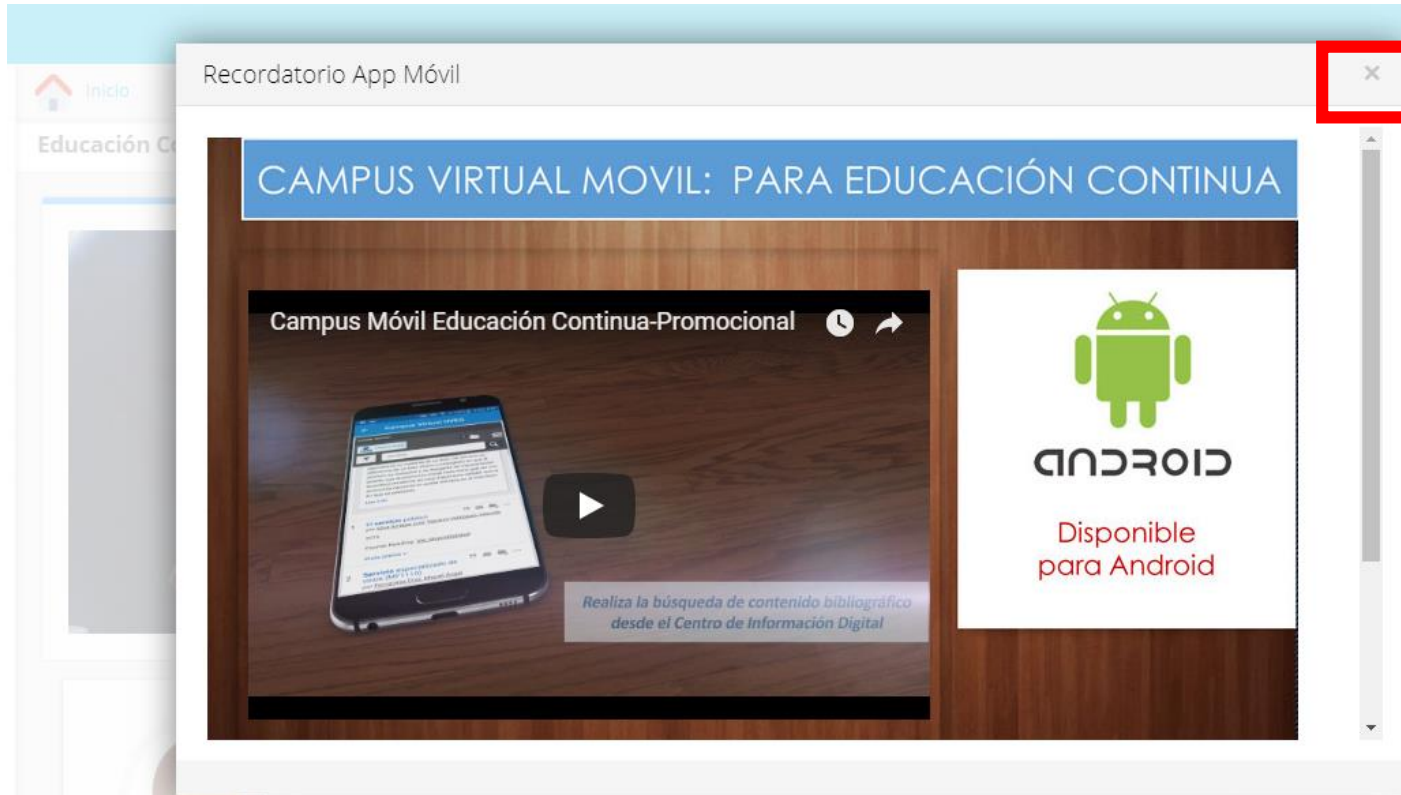 Recordatorio App Móvil
×
Inicio
Educación Co
CAMPUS VIRTUAL MOVIL: PARA EDUCACIÓN CONTINUA
Campus Móvil Educación Continua-Promocional
Realiza la búsqueda de contenido bibliográfico
desde el Centro de Información Digital
ANDROID
Disponible
para Android